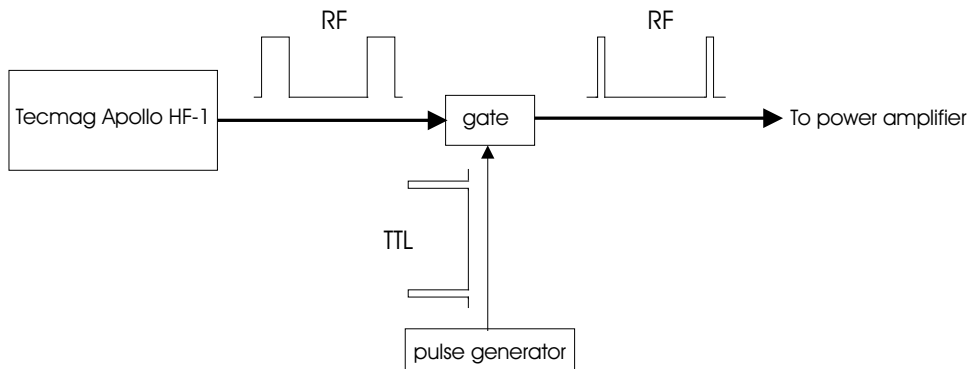 RF
RF
Tecmag Apollo HF-1
gate
To power amplifier
TTL
pulse generator